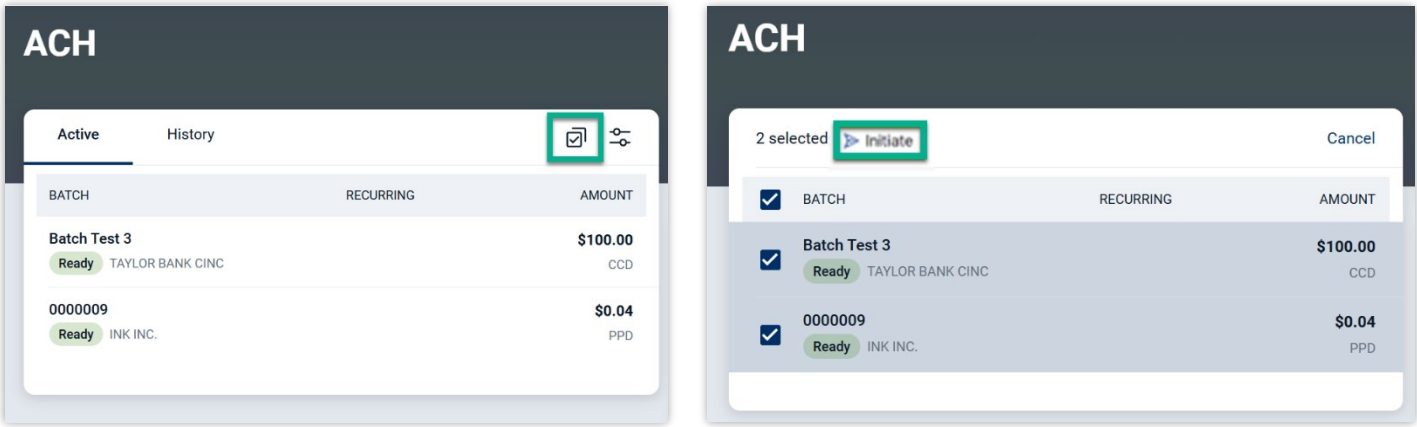 ACH
Active History
BATCH RECURRING AMOUNT
Batch Test 3 $100.00
Ready TAYLOR BANK CINC CCD
0000009 $0.04
Ready INK INC. PPD
ACH
2 selected Initiate Cancel
BATCH RECURRING AMOUNT
Batch Test 3 $100.00
Ready TAYLOR BANK CINC CCD
0000009 $0.04
Ready INK INC. PPD